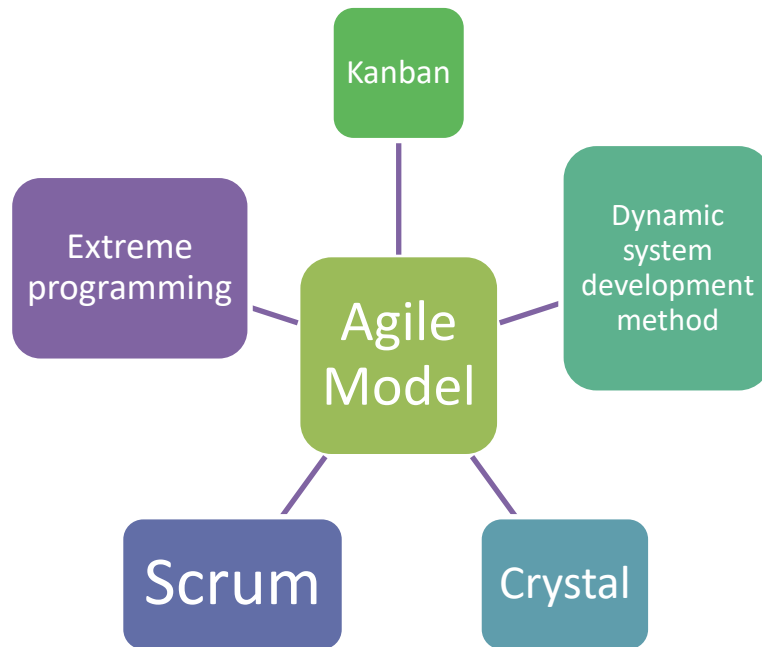 Kanban
Extreme
programming
Dynamic
system
development
method
Agile
Model
Scrum
Crystal